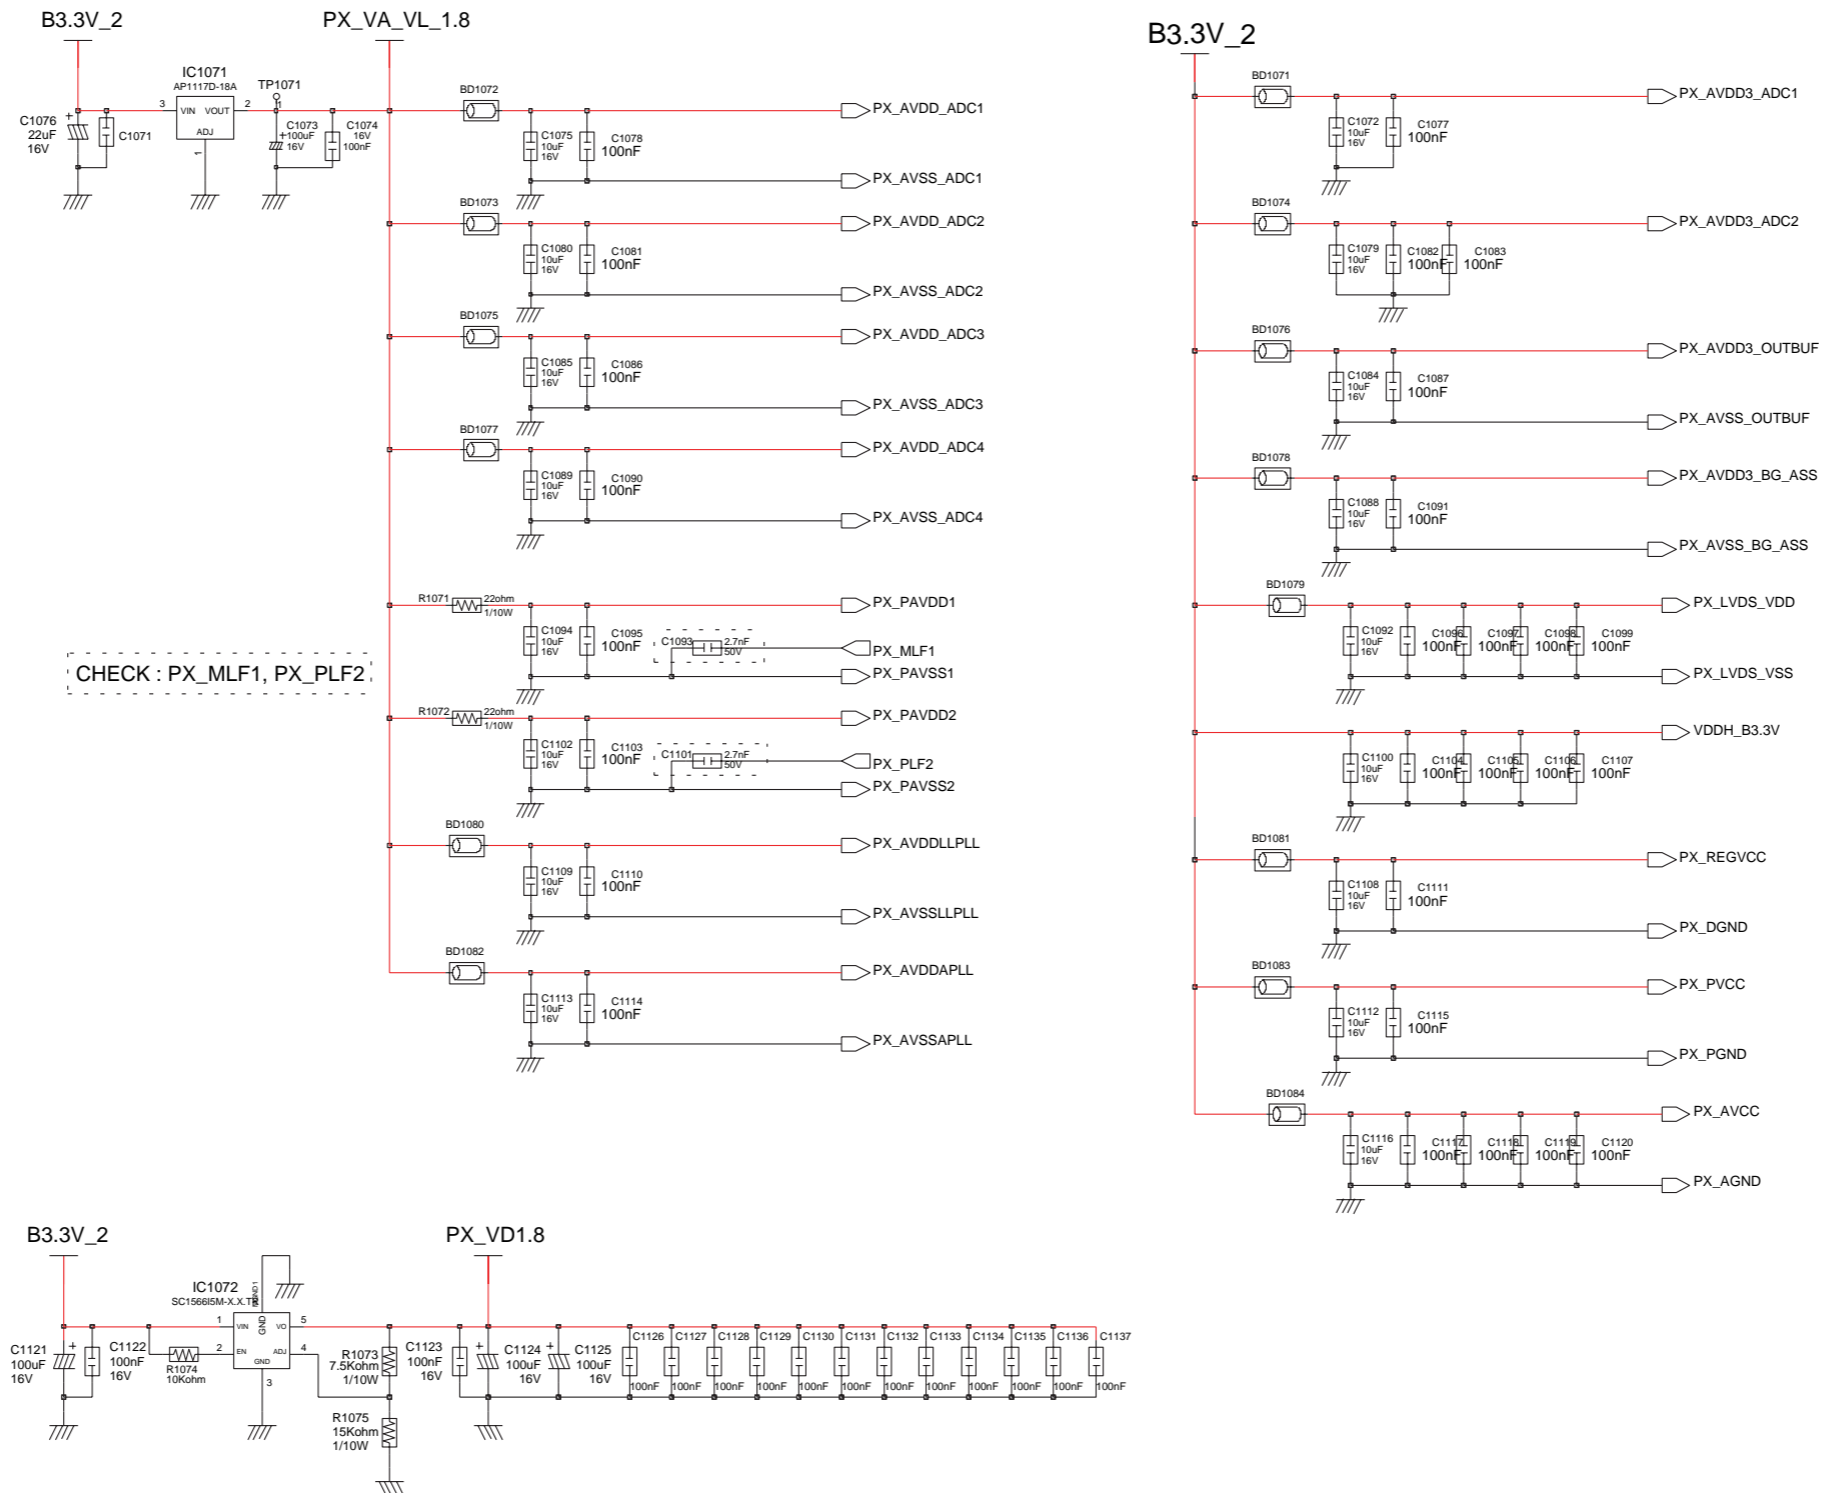 B3.3V_2
PX_VA_VL_1.8
IC1071
AP1117D-18A
TP1071
3 VIN VOUT 2
ADJ
1
1
C1076
22uF
16V
C1071
C1073
100uF
16V
C1074
16V
100nF
BD1072
C1075
10uF
16V
C1078
100nF
PX_AVDD_ADC1
PX_AVSS_ADC1
BD1073
C1080
10uF
16V
C1081
100nF
PX_AVDD_ADC2
PX_AVSS_ADC2
BD1075
C1085
10uF
16V
C1086
100nF
PX_AVDD_ADC3
PX_AVSS_ADC3
BD1077
C1089
10uF
16V
C1090
100nF
PX_AVDD_ADC4
PX_AVSS_ADC4
CHECK : PX_MLF1, PX_PLF2
R1071
22ohm
1/10W
C1094
10uF
16V
C1095
100nF
C1093
2.7nF
50V
PX_PAVDD1
PX_MLF1
PX_PAVSS1
R1072
22ohm
1/10W
C1102
10uF
16V
C1103
100nF
C1101
2.7nF
50V
PX_PAVDD2
PX_PLF2
PX_PAVSS2
BD1080
C1109
10uF
16V
C1110
100nF
PX_AVDDLLPLL
PX_AVSSLLPLL
BD1082
C1113
10uF
16V
C1114
100nF
PX_AVDDAPLL
PX_AVSSAPLL
B3.3V_2
BD1071
C1072
10uF
16V
C1077
100nF
PX_AVDD3_ADC1
BD1074
C1079
10uF
16V
C1082
100nF
C1083
100nF
PX_AVDD3_ADC2
BD1076
C1084
10uF
16V
C1087
100nF
PX_AVDD3_OUTBUF
PX_AVSS_OUTBUF
BD1078
C1088
10uF
16V
C1091
100nF
PX_AVDD3_BG_ASS
PX_AVSS_BG_ASS
BD1079
C1092
10uF
16V
C1096
100nF
C1097
100nF
C1098
100nF
C1099
100nF
PX_LVDS_VDD
PX_LVDS_VSS
C1100
10uF
16V
C1104
100nF
C1105
100nF
C1106
100nF
C1107
100nF
VDDH_B3.3V
BD1081
C1108
10uF
16V
C1111
100nF
PX_REGVCC
PX_DGND
BD1083
C1112
10uF
16V
C1115
100nF
PX_PVCC
PX_PGND
BD1084
C1116
10uF
16V
C1117
100nF
C1118
100nF
C1119
100nF
C1120
100nF
PX_AVCC
PX_AGND
B3.3V_2
PX_VD1.8
IC1072
SC1566I5M-X.X.T
1 VIN GND VO 5
2 EN ADJ 4
GND
3
C1121
100uF
16V
C1122
100nF
16V
R1074
10Kohm
R1073
7.5Kohm
1/10W
R1075
15Kohm
1/10W
C1123
100nF
16V
C1124
100uF
16V
C1125
100uF
16V
C1126 C1127 C1128 C1129 C1130 C1131 C1132 C1133 C1134 C1135 C1136 C1137
100nF 100nF 100nF 100nF 100nF 100nF 100nF 100nF 100nF 100nF 100nF 100nF